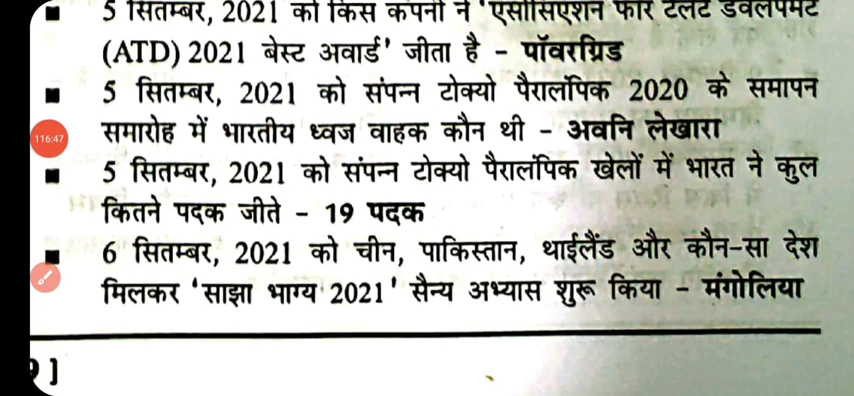 5 सितम्बर, 2021 को किस कंपनी ने 'एसोसिएशन फॉर टैलेंट डेवलपमेंट
(ATD) 2021 बेस्ट अवार्ड' जीता है - पॉवरग्रिड
5 सितम्बर, 2021 को संपन्न टोक्यो पैरालंपिक 2020 के समापन
116:47
समारोह में भारतीय ध्वज वाहक कौन थी - अवनि लेखारा
5 सितम्बर, 2021 को संपन्न टोक्यो पैरालंपिक खेलों में भारत ने कुल
कितने पदक जीते - 19 पदक
6 सितम्बर, 2021 को चीन, पाकिस्तान, थाईलैंड और कौन-सा देश
मिलकर 'साझा भाग्य 2021' सैन्य अभ्यास शुरू किया - मंगोलिया
]